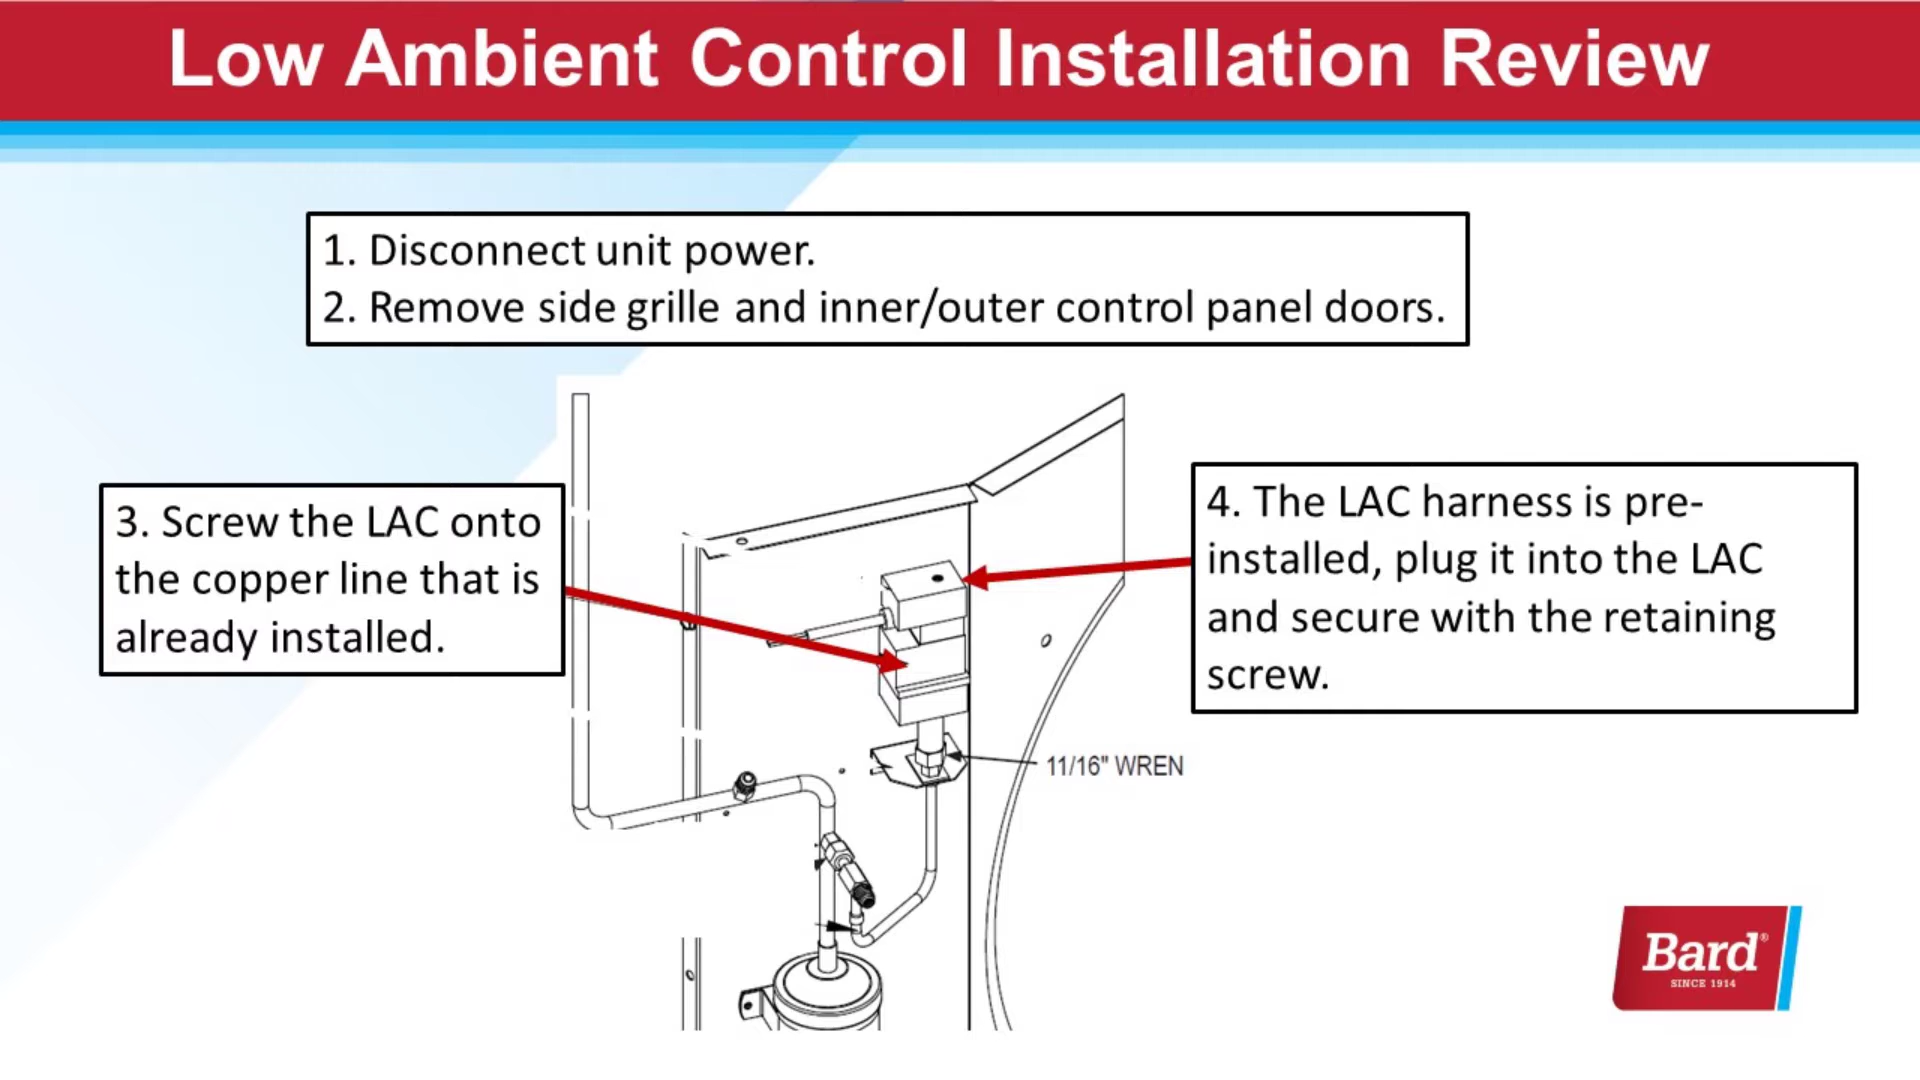 Low Ambient Control Installation Review
1. Disconnect unit power.
2. Remove side grille and inner/outer control panel doors.
3. Screw the LAC onto
the copper line that is
already installed.
4. The LAC harness is pre-
installed, plug it into the LAC
and secure with the retaining
screw.
11/16" WREN
Bard®
SINCE 1914